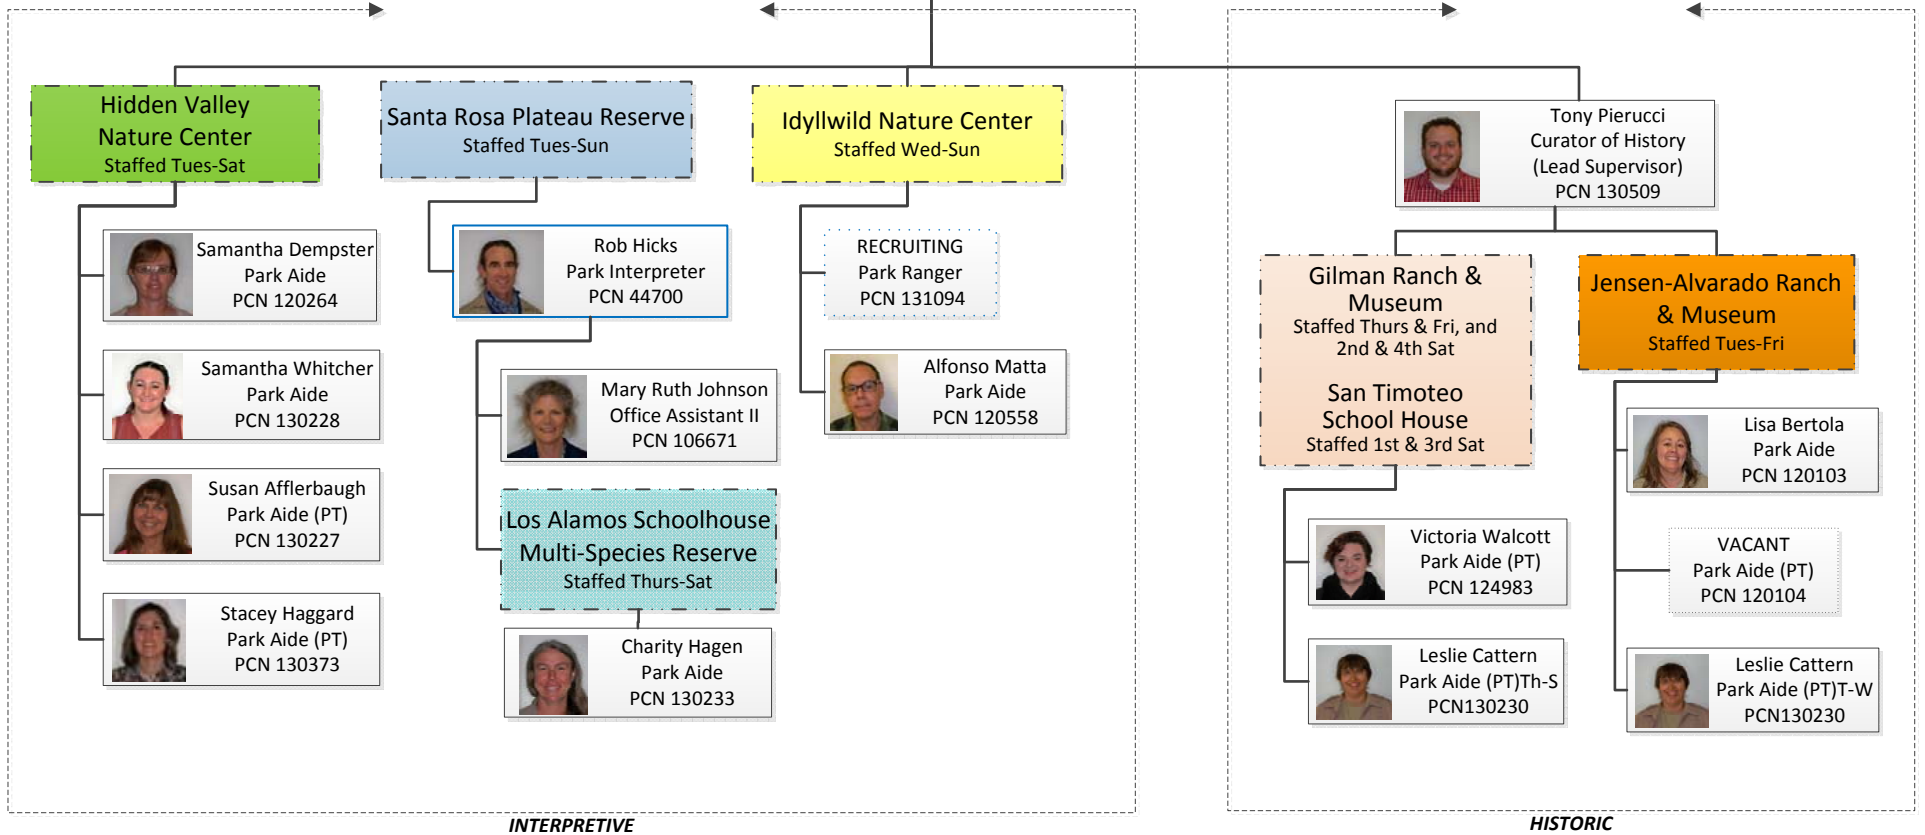 Hidden Valley
Nature Center
Staffed Tues-Sat
Samantha Dempster
Park Aide
PCN 120264
Samantha Whitcher
Park Aide
PCN 130228
Susan Afflerbaugh
Park Aide (PT)
PCN 130227
Stacey Haggard
Park Aide (PT)
PCN 130373
Santa Rosa Plateau Reserve
Staffed Tues-Sun
Rob Hicks
Park Interpreter
PCN 44700
Mary Ruth Johnson
Office Assistant II
PCN 106671
Los Alamos Schoolhouse
Multi-Species Reserve
Staffed Thurs-Sat
Charity Hagen
Park Aide
PCN 130233
Idyllwild Nature Center
Staffed Wed-Sun
RECRUITING
Park Ranger
PCN 131094
Alfonso Matta
Park Aide
PCN 120558
INTERPRETIVE
Tony Pierucci
Curator of History
(Lead Supervisor)
PCN 130509
Gilman Ranch &
Museum
Staffed Thurs & Fri, and
2nd & 4th Sat
San Timoteo
School House
Staffed 1st & 3rd Sat
Victoria Walcott
Park Aide (PT)
PCN 124983
Leslie Cattern
Park Aide (PT)Th-S
PCN130230
Jensen-Alvarado Ranch
& Museum
Staffed Tues-Fri
Lisa Bertola
Park Aide
PCN 120103
VACANT
Park Aide (PT)
PCN 120104
Leslie Cattern
Park Aide (PT)T-W
PCN130230
HISTORIC